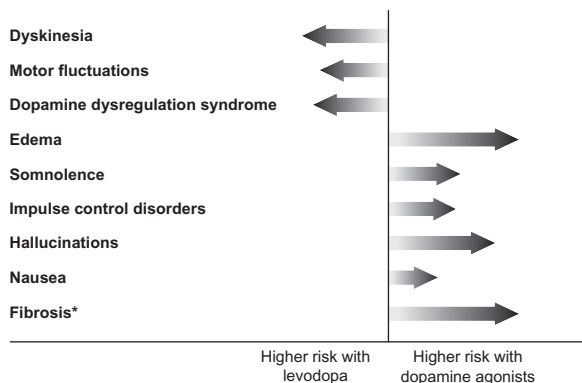 Dyskinesia
Motor fluctuations
Dopamine dysregulation syndrome
Edema
Somnolence
Impulse control disorders
Hallucinations
Nausea
Fibrosis*
Higher risk with
levodopa
Higher risk with
dopamine agonists